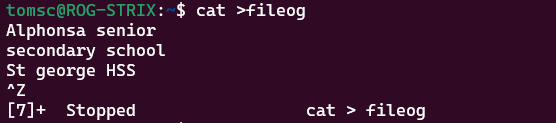 tomsc@ROG-STRIX:~$ cat >fileog
Alphonsa senior
secondary school
St george HSS
^Z
[7]+  Stopped                 cat > fileog